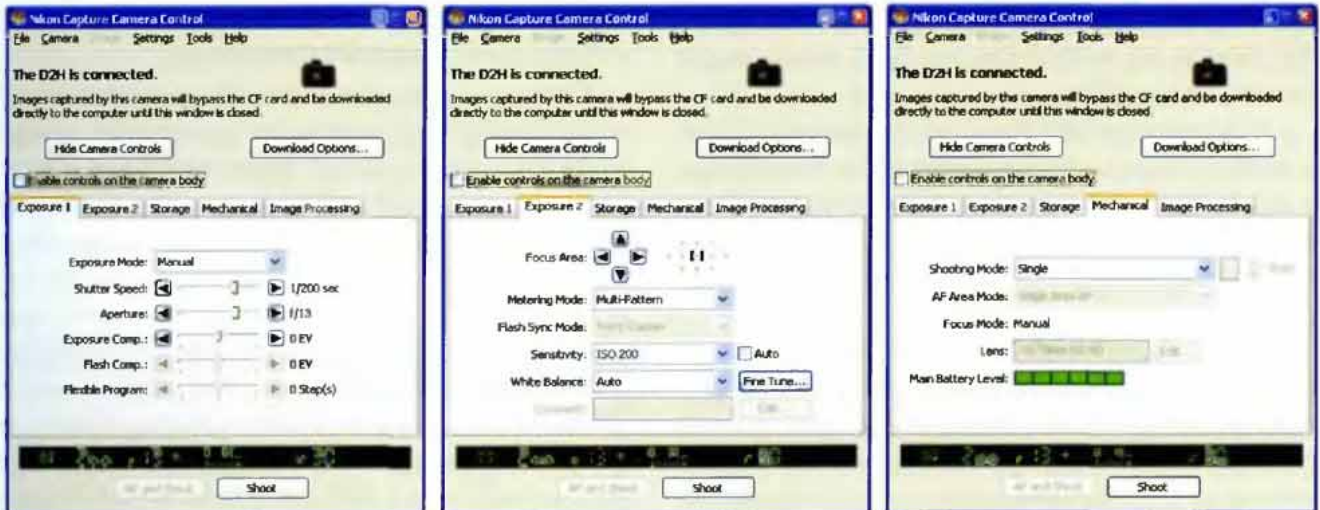 Nikon Capture Camera Control
File Camera Settings Tools Help
The D2H is connected.
Images captured by this camera will bypass the CF card and be downloaded
directly to the computer until this window is closed
Hide Camera Controls Download Options...
Enable controls on the camera body
Exposure 1 Exposure 2 Storage Mechanical Image Processing
Exposure Mode: Manual
Shutter Speed: 1/200 sec
Aperture: f/13
Exposure Comp.: 0 EV
Flash Comp.: 0 EV
Flexible Program: 0 Step(s)
Shoot
Nikon Capture Camera Control
File Camera Settings Tools Help
The D2H is connected.
Images captured by this camera will bypass the CF card and be downloaded
directly to the computer until this window is closed
Hide Camera Controls Download Options...
Enable controls on the camera body
Exposure 1 Exposure 2 Storage Mechanical Image Processing
Focus Area:
Metering Mode: Multi-Pattern
Flash Sync Mode:
Sensitivity: ISO 200 Auto
White Balance: Auto Fine Tune...
Shoot
Nikon Capture Camera Control
File Camera Settings Tools Help
The D2H is connected.
Images captured by this camera will bypass the CF card and be downloaded
directly to the computer until this window is closed
Hide Camera Controls Download Options...
Enable controls on the camera body
Exposure 1 Exposure 2 Storage Mechanical Image Processing
Shooting Mode: Single
AF Area Mode:
Focus Mode: Manual
Lens:
Main Battery Level:
Shoot